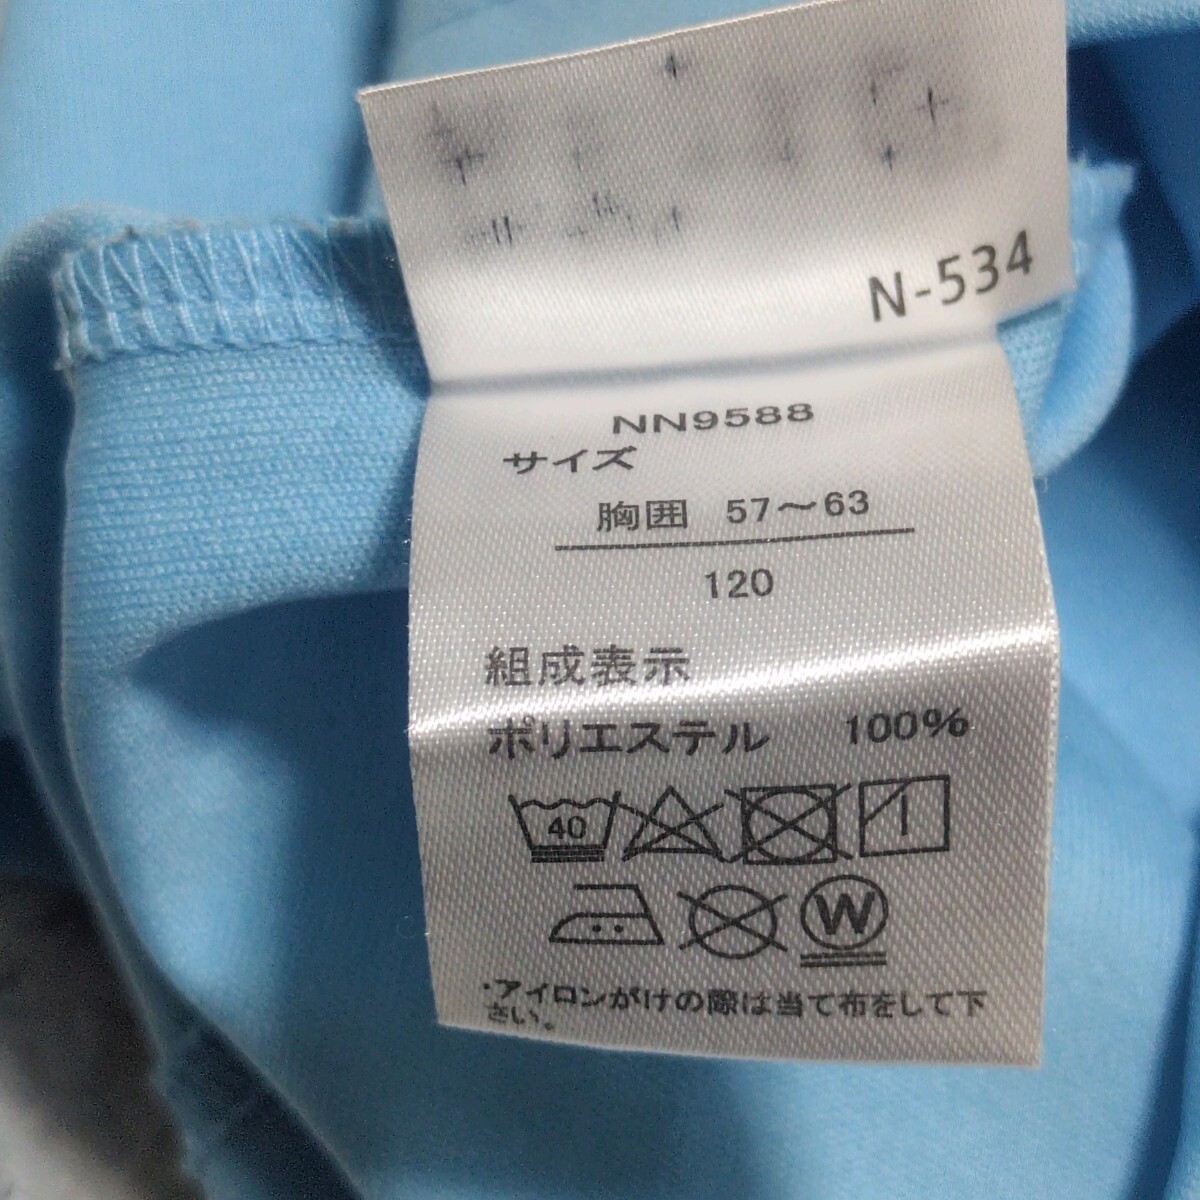 N-534
NN9588
サイズ
胸囲 57～63
120
組成表示
ポリエステル 100%
40
W
・アイロンがけの際は当て布をして下
さい。